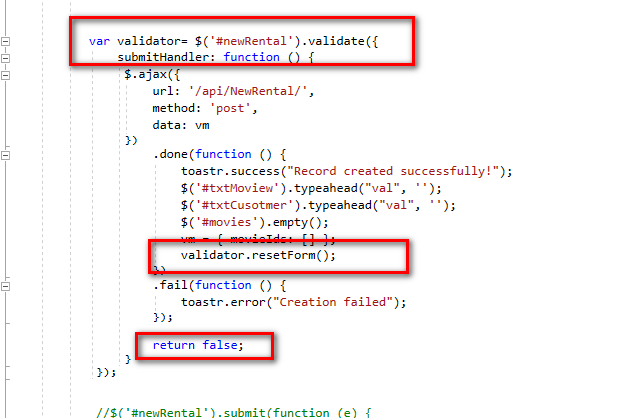 var validator= $('#newRental').validate({
submitHandler: function () {
$.ajax({
url: '/api/NewRental/',
method: 'post',
data: vm
})
.done(function () {
toastr.success("Record created successfully!");
$('#txtMoview').typeahead("val", '');
$('#txtCusotmer').typeahead("val", '');
$('#movies').empty();
vm = { movieIds: [] };
validator.resetForm();
})
.fail(function () {
toastr.error("Creation failed");
});
return false;
}
});
//$('#newRental').submit(function (e) {